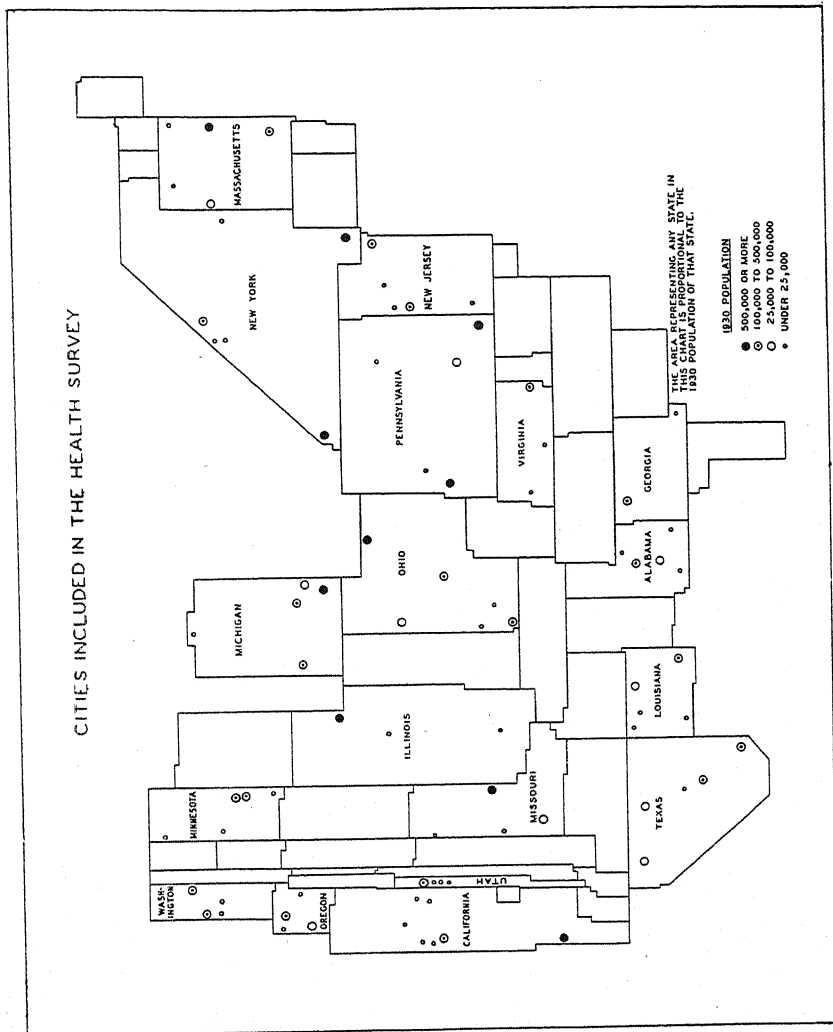 CITIES INCLUDED IN THE HEALTH SURVEY
WASH-
INGTON
OREGON
CALIFORNIA
UTAH
MINNESOTA
MISSOURI
TEXAS
ILLINOIS
LOUISIANA
MICHIGAN
OHIO
ALABAMA
GEORGIA
NEW YORK
PENNSYLVANIA
VIRGINIA
NEW JERSEY
MASSACHUSETTS
THE AREA REPRESENTING ANY STATE IN
THIS CHART IS PROPORTIONAL TO THE
1930 POPULATION OF THAT STATE.
1930 POPULATION
500,000 OR MORE
100,000 TO 500,000
25,000 TO 100,000
UNDER 25,000